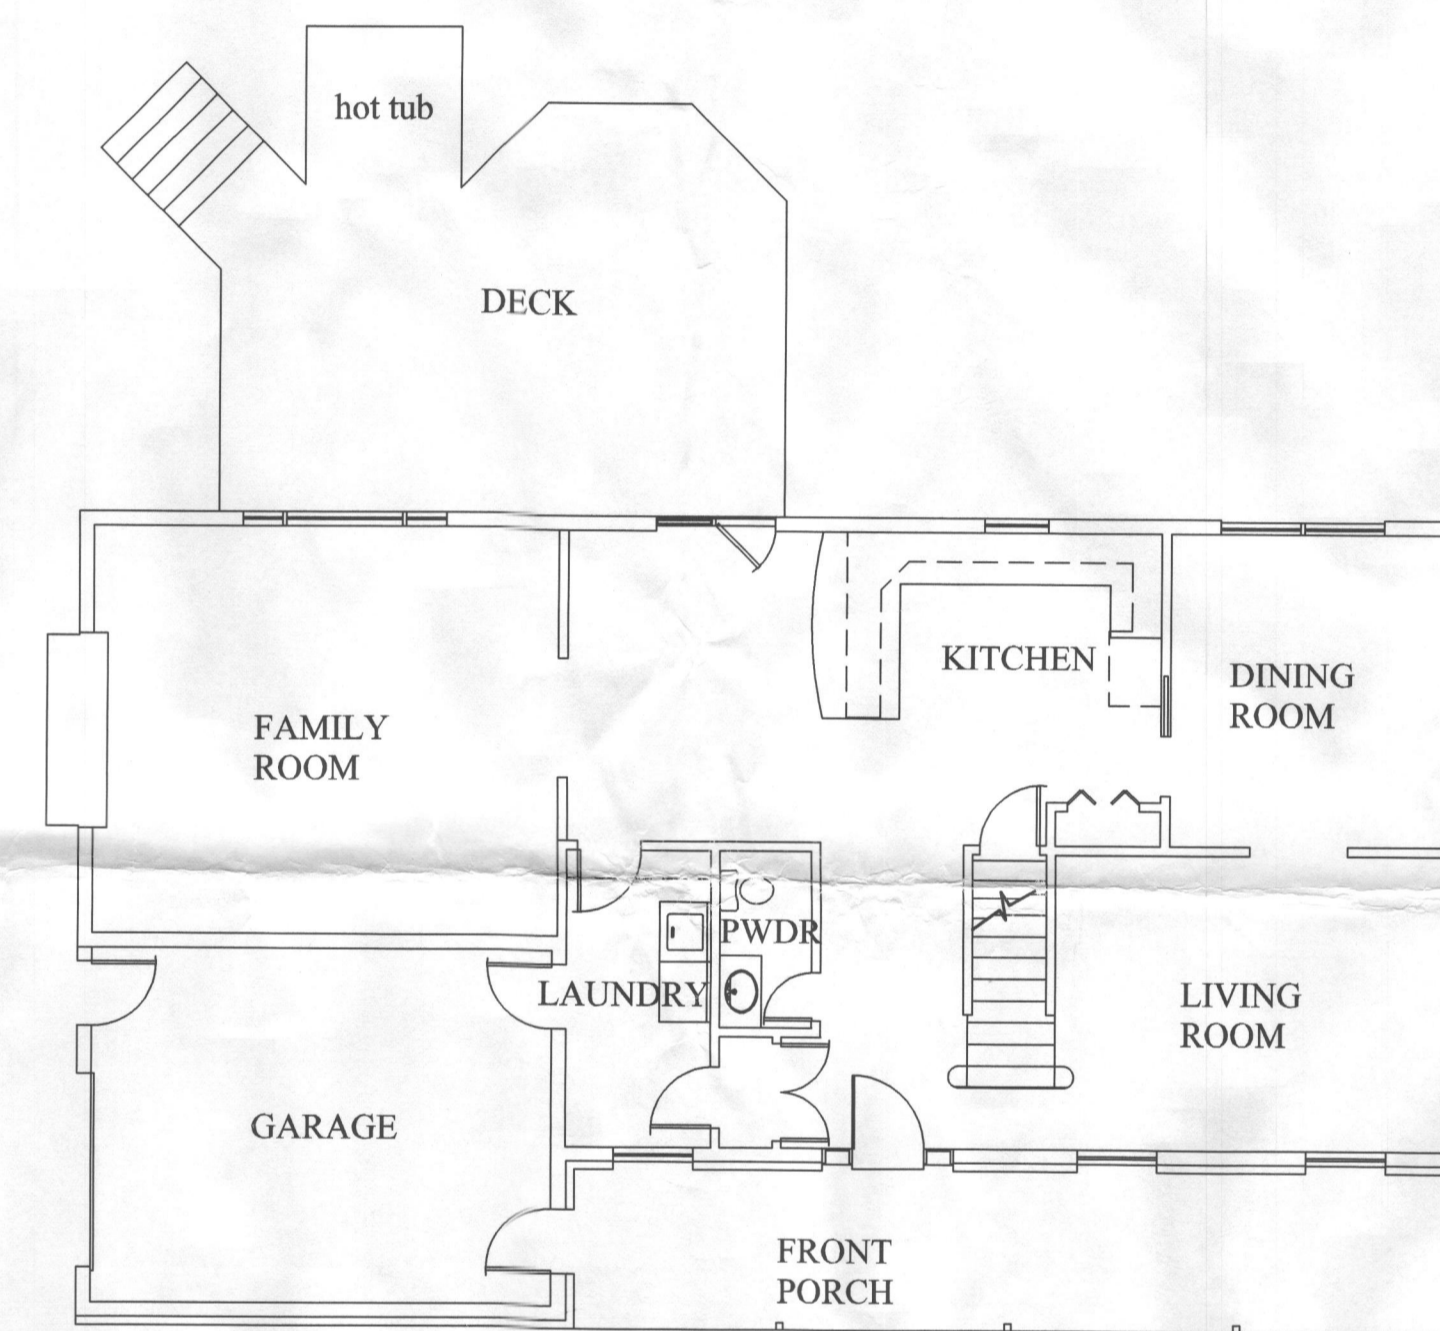 hot tub
DECK
KITCHEN
DINING
ROOM
FAMILY
ROOM
PWDR
LAUNDRY
LIVING
ROOM
GARAGE
FRONT
PORCH